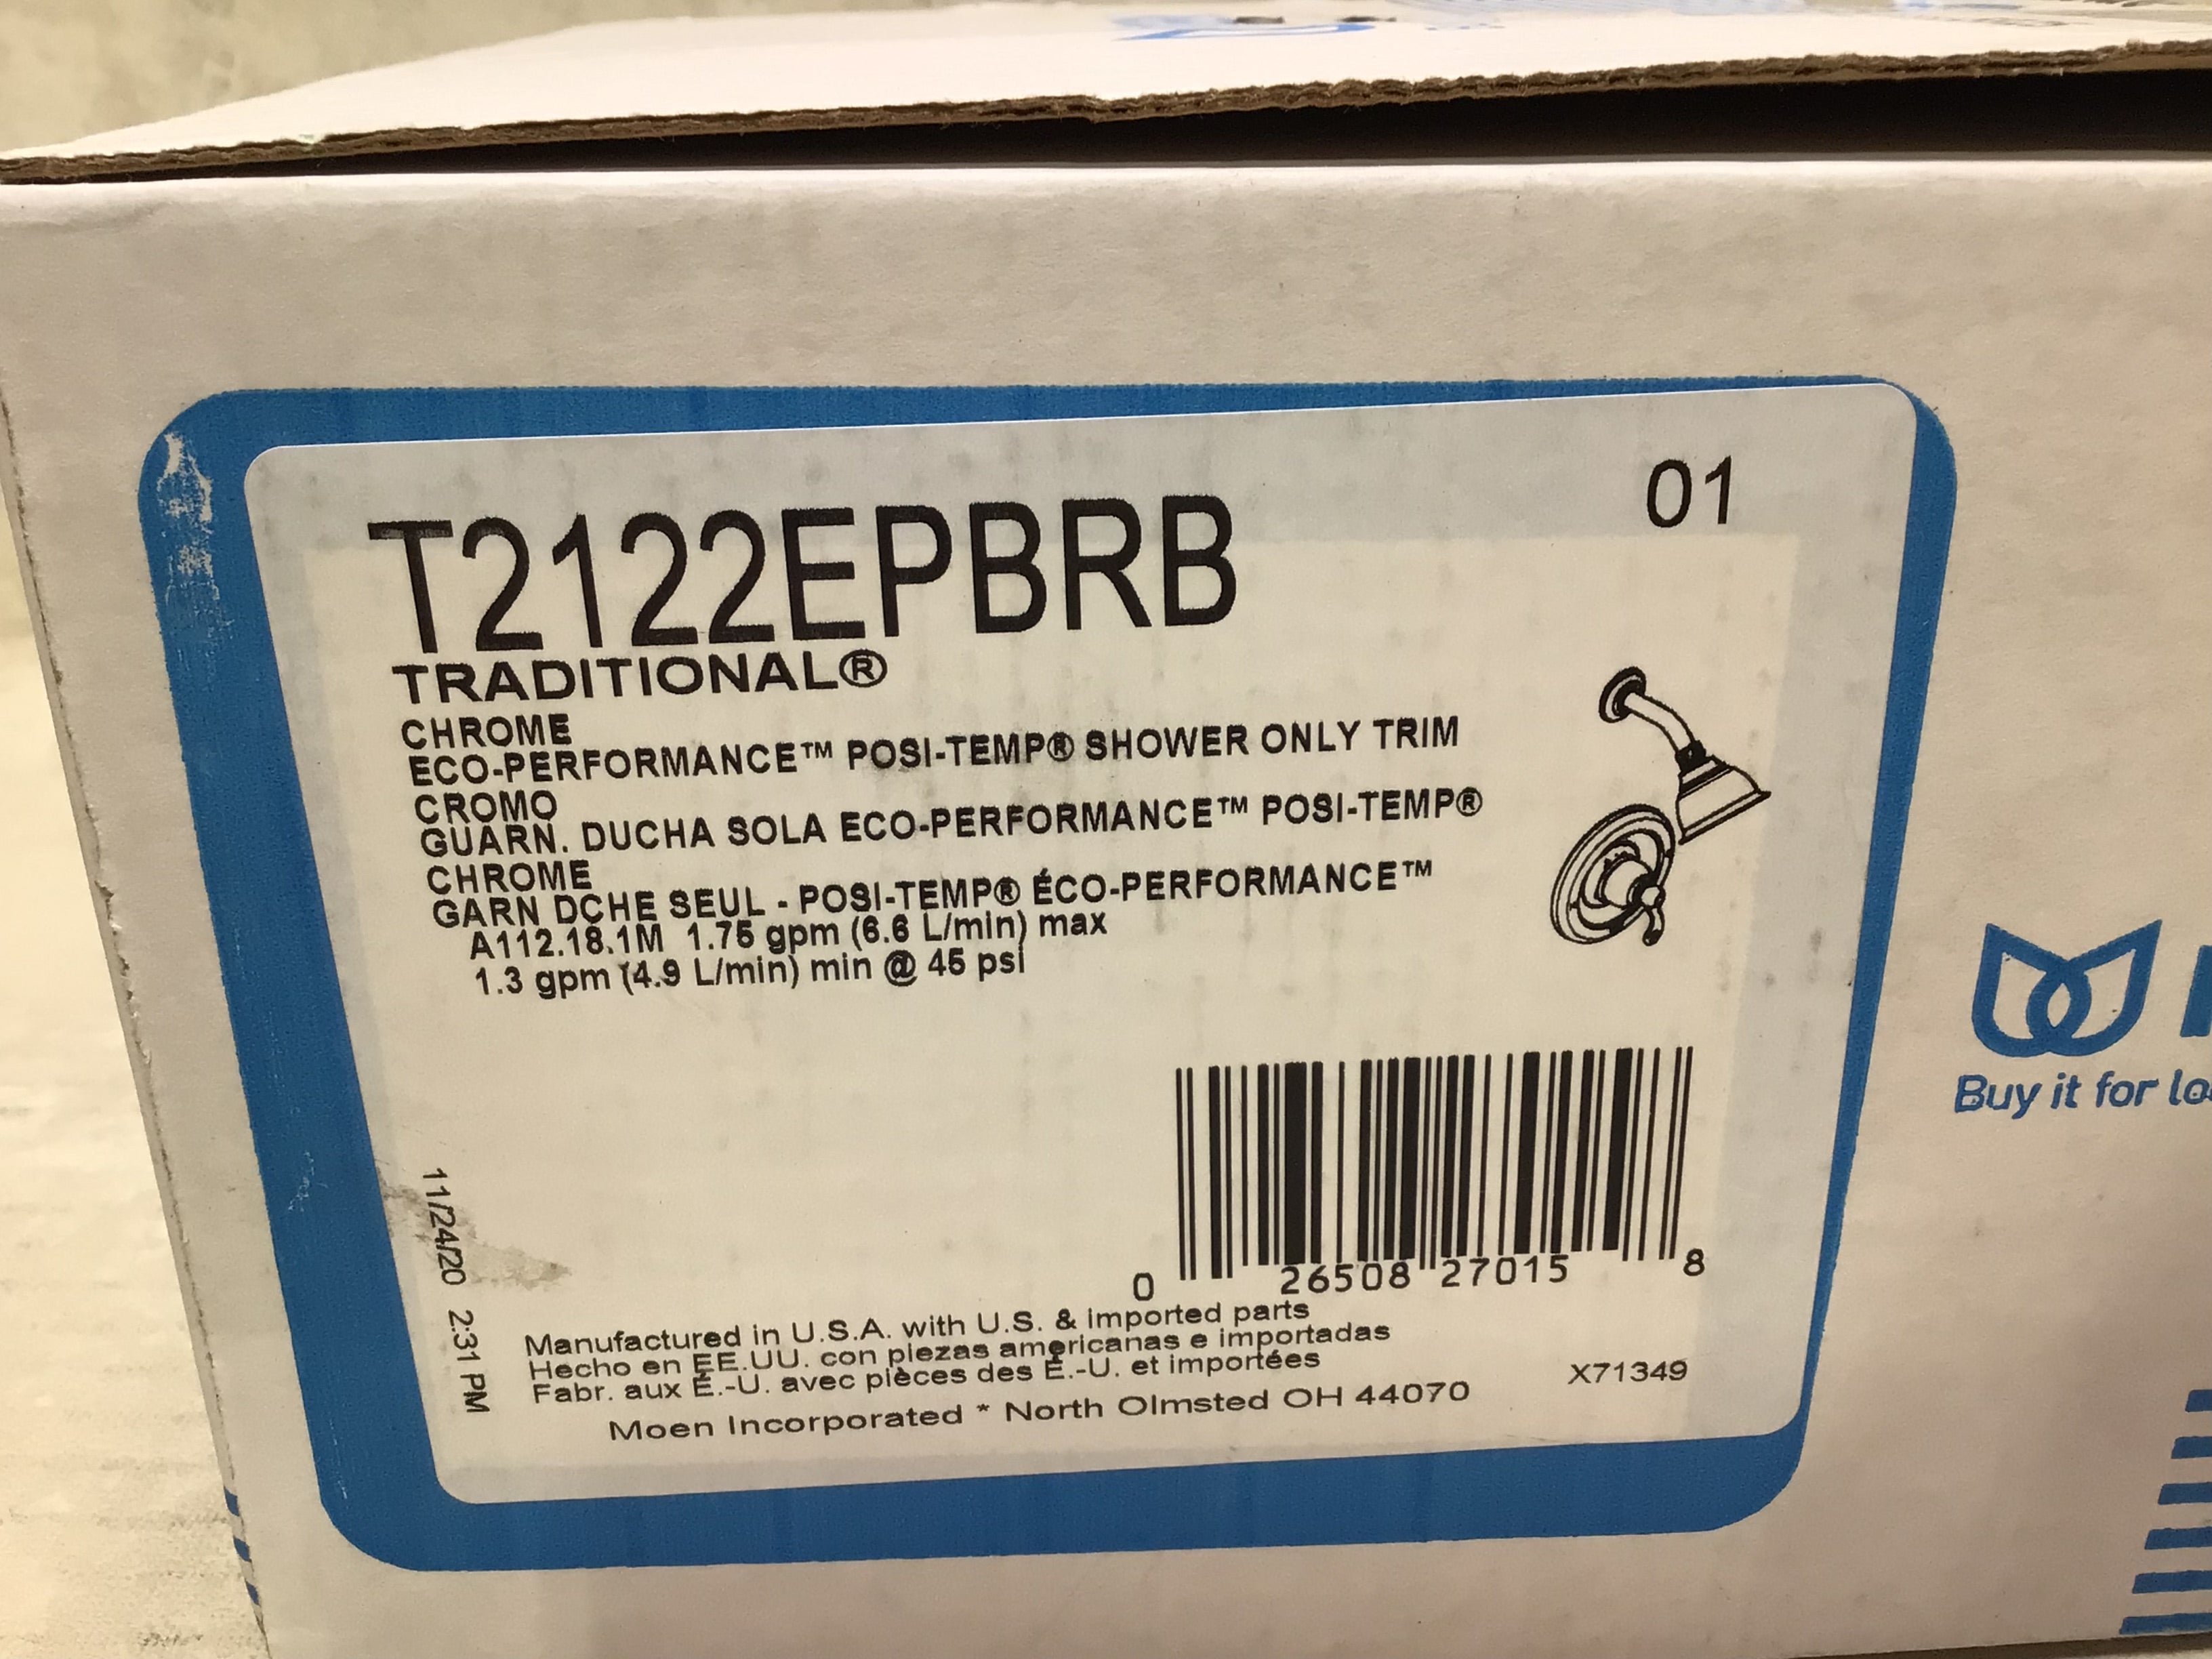 01
T2122EPBRB
TRADITIONAL®
CHROME
ECO-PERFORMANCE™ POSI-TEMP® SHOWER ONLY TRIM
CROMO
GUARN. DUCHA SOLA ECO-PERFORMANCE™ POSI-TEMP®
CHROME
GARN DCHE SEUL - POSI-TEMP® ÉCO-PERFORMANCE™
A112.18.1M 1.75 gpm (6.6 L/min) max
1.3 gpm (4.9 L/min) min @ 45 psi
Buy it for
0 26508 27015 8
11/24/20 2:31 PM
Manufactured in U.S.A. with U.S. & imported parts
Hecho en EE.UU. con piezas americanas e importadas
Fabr. aux É.-U. avec pièces des É.-U. et importées
X71349
Moen Incorporated * North Olmsted OH 44070